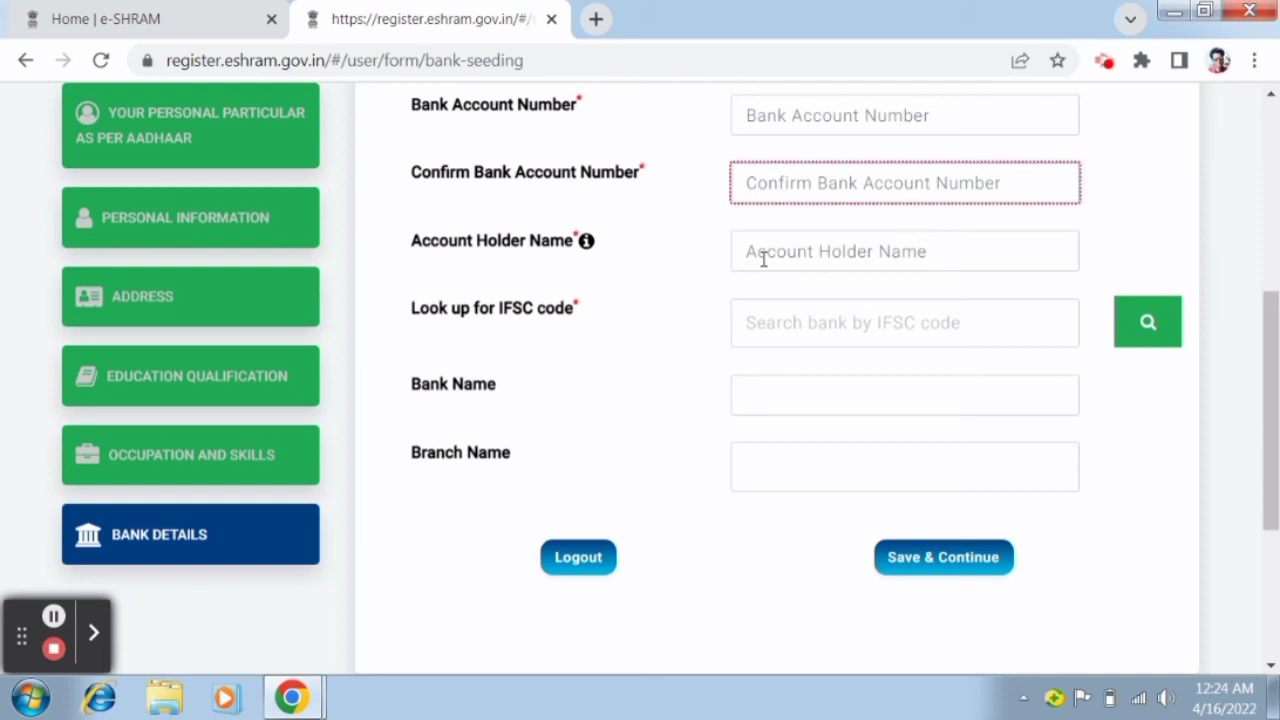 Home | e-SHRAM
https://register.eshram.gov.in/#/
register.eshram.gov.in/#/user/form/bank-seeding
YOUR PERSONAL PARTICULAR
AS PER AADHAAR
PERSONAL INFORMATION
ADDRESS
EDUCATION QUALIFICATION
OCCUPATION AND SKILLS
BANK DETAILS
Bank Account Number*
Bank Account Number
Confirm Bank Account Number*
Confirm Bank Account Number
Account Holder Name*
Account Holder Name
Look up for IFSC code*
Search bank by IFSC code
Bank Name
Branch Name
Logout
Save & Continue
12:24 AM
4/16/2022